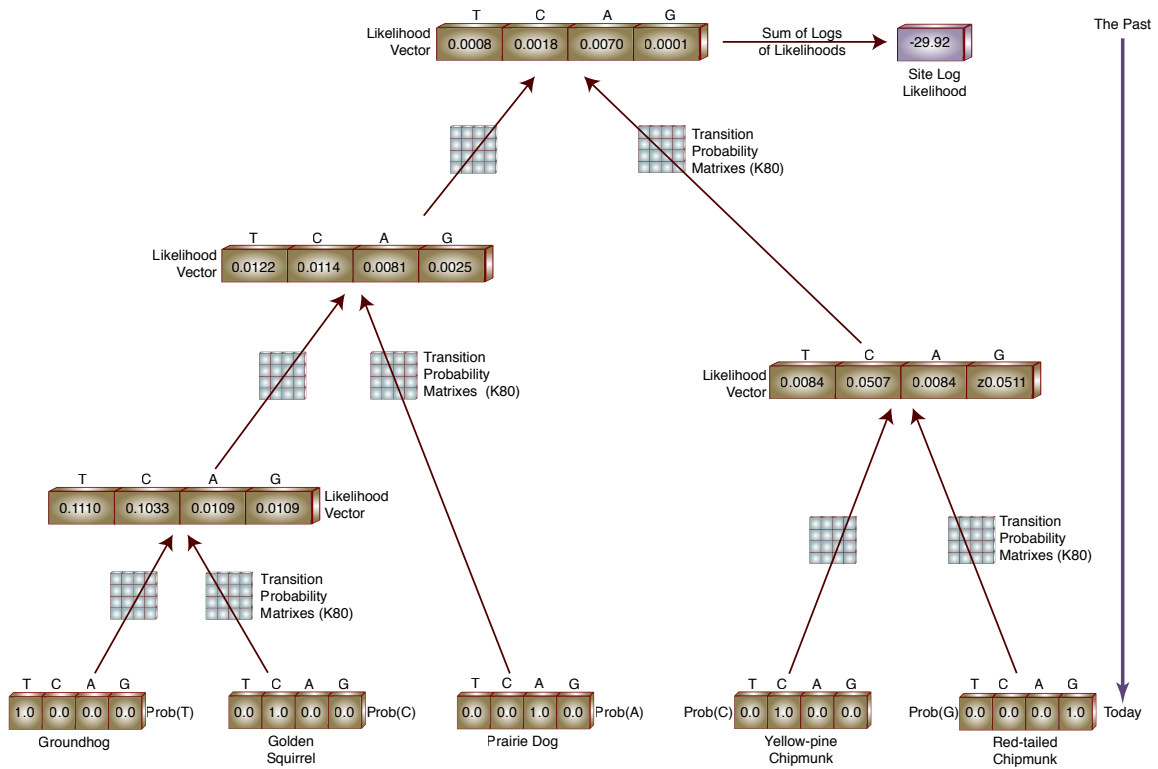 T C A G
Likelihood
Vector
0.0008 0.0018 0.0070 0.0001
Sum of Logs
of Likelihoods
-29.92
Site Log
Likelihood
The Past
Transition
Probability
Matrixes (K80)
T C A G
Likelihood
Vector
0.0122 0.0114 0.0081 0.0025
Transition
Probability
Matrixes (K80)
T C A G
Likelihood
Vector
0.0084 0.0507 0.0084 z0.0511
T C A G
0.1110 0.1033 0.0109 0.0109
Likelihood
Vector
Transition
Probability
Matrixes (K80)
Transition
Probability
Matrixes (K80)
T C A G
1.0 0.0 0.0 0.0 Prob(T)
Groundhog
T C A G
0.0 1.0 0.0 0.0 Prob(C)
Golden
Squirrel
T C A G
0.0 0.0 1.0 0.0 Prob(A)
Prairie Dog
T C A G
Prob(C) 0.0 1.0 0.0 0.0
Yellow-pine
Chipmunk
T C A G
Prob(G) 0.0 0.0 0.0 1.0
Red-tailed
Chipmunk
Today